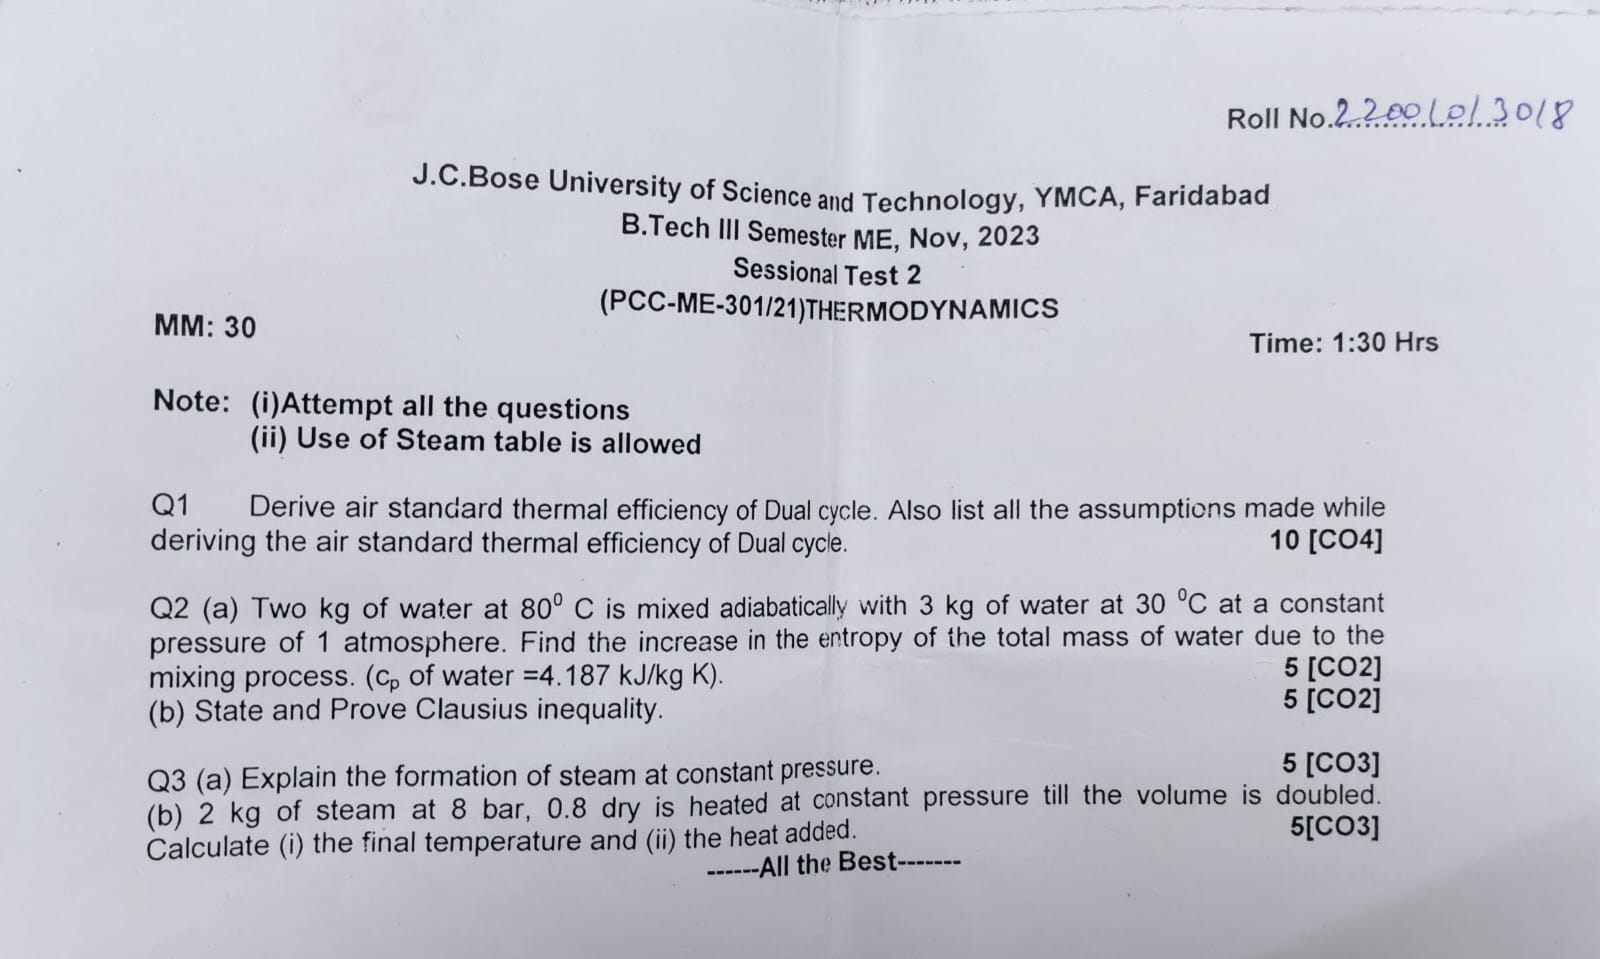 Roll No.22001013018
J.C.Bose University of Science and Technology, YMCA, Faridabad
B.Tech III Semester ME, Nov, 2023
Sessional Test 2
(PCC-ME-301/21)THERMODYNAMICS
MM: 30
Time: 1:30 Hrs
Note: (i)Attempt all the questions
(ii) Use of Steam table is allowed
Q1 Derive air standard thermal efficiency of Dual cycle. Also list all the assumptions made while
deriving the air standard thermal efficiency of Dual cycle. 10 [CO4]
Q2 (a) Two kg of water at 80⁰ C is mixed adiabatically with 3 kg of water at 30 ⁰C at a constant
pressure of 1 atmosphere. Find the increase in the entropy of the total mass of water due to the
mixing process. (cₚ of water =4.187 kJ/kg K). 5 [CO2]
(b) State and Prove Clausius inequality. 5 [CO2]
Q3 (a) Explain the formation of steam at constant pressure. 5 [CO3]
(b) 2 kg of steam at 8 bar, 0.8 dry is heated at constant pressure till the volume is doubled.
Calculate (i) the final temperature and (ii) the heat added. 5[CO3]
------All the Best-------